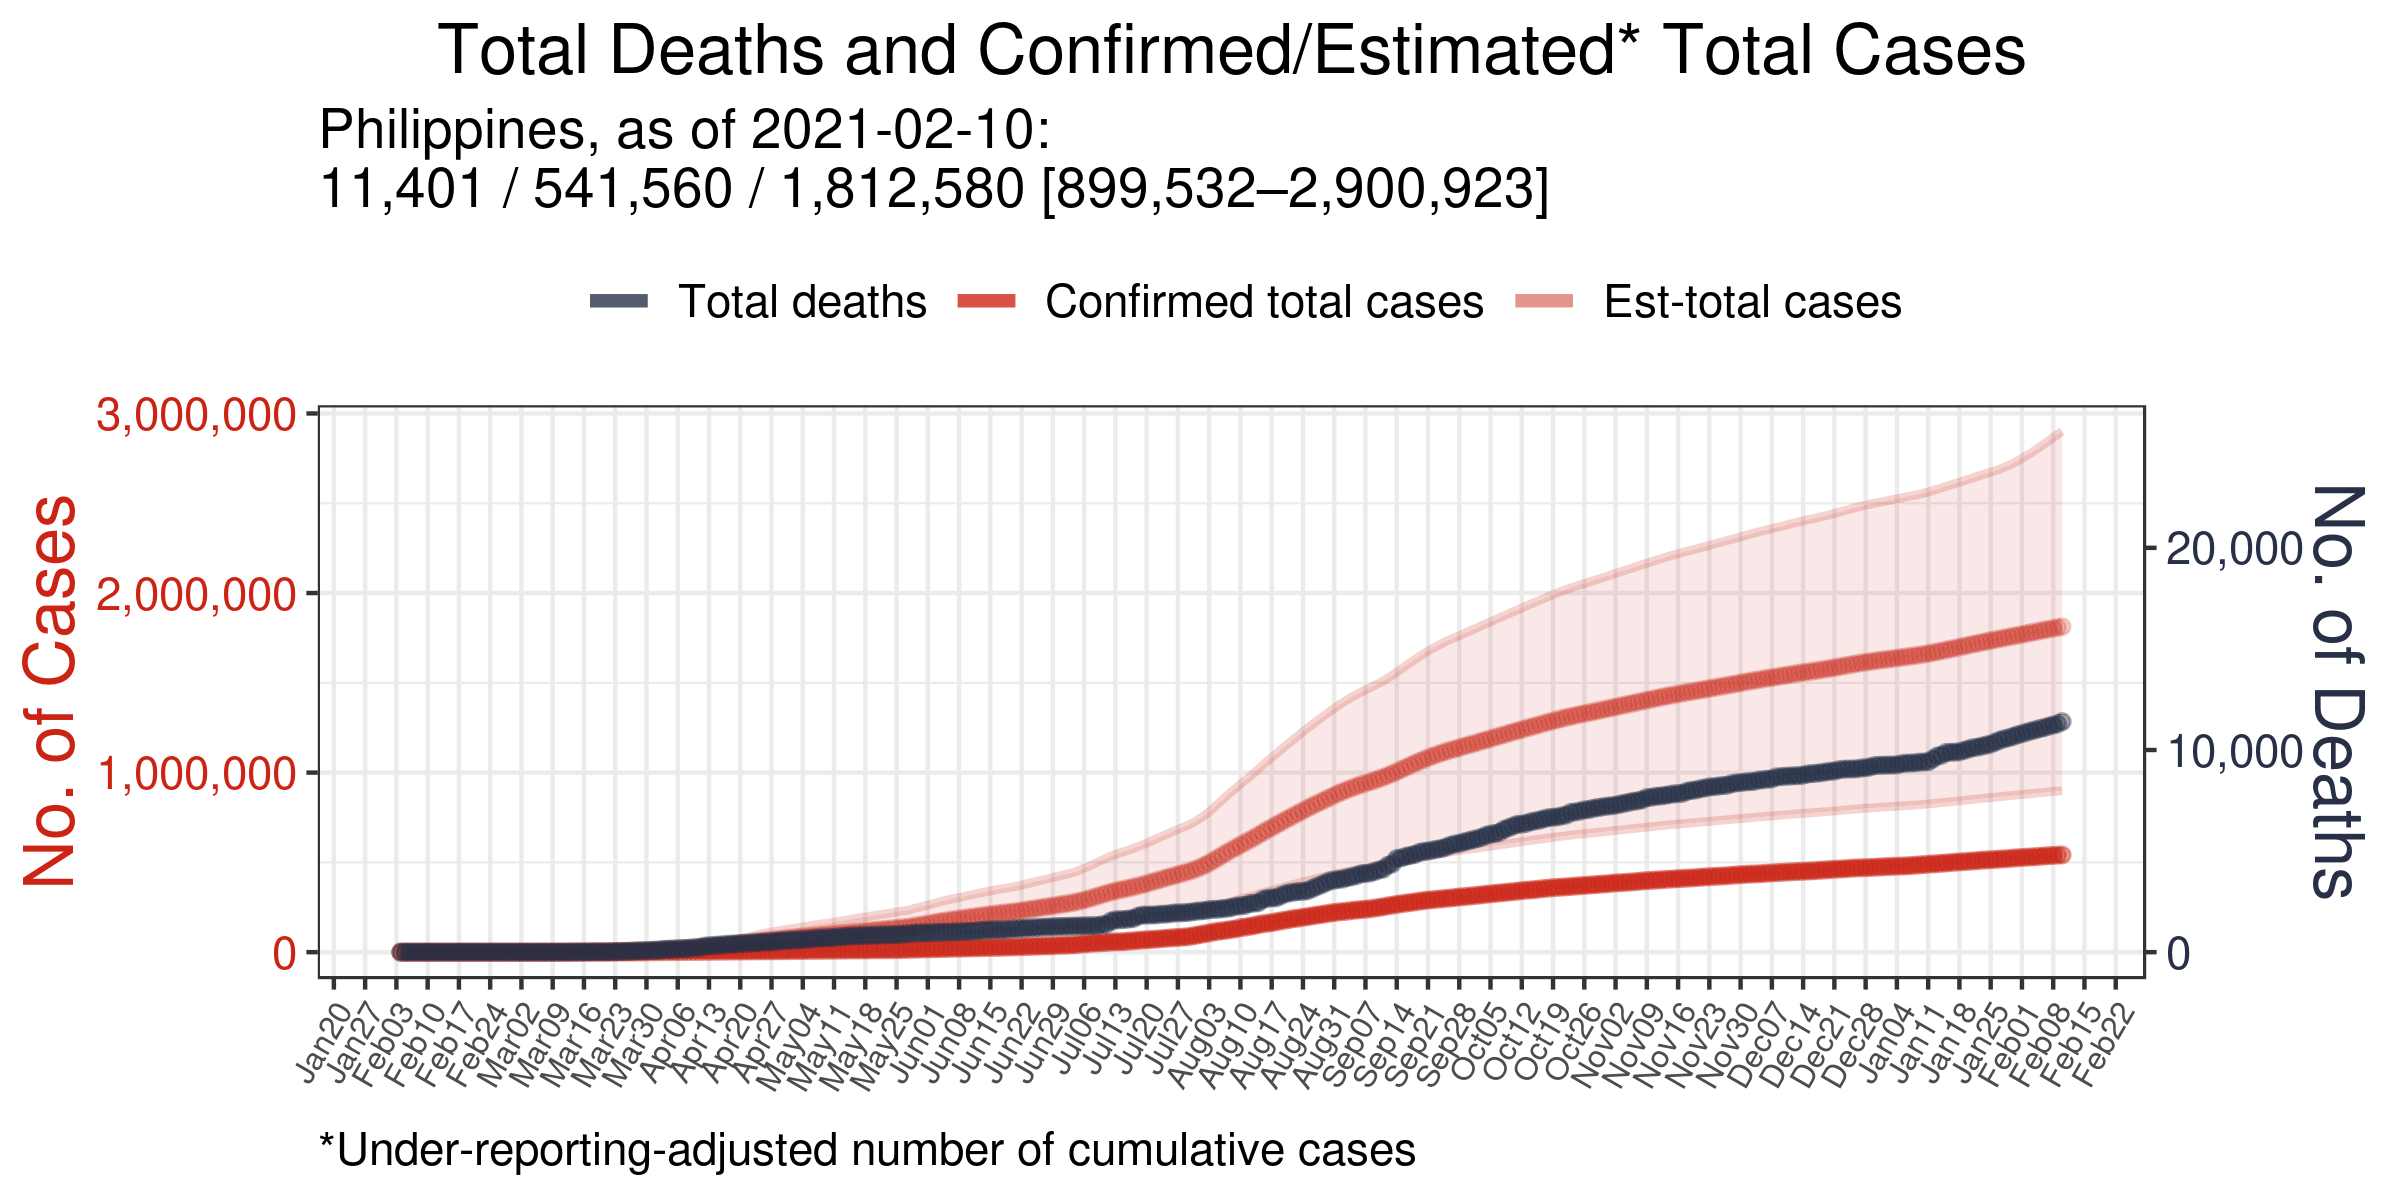 Total Deaths and Confirmed/Estimated* Total Cases
Philippines, as of 2021-02-10:
11,401 / 541,560 / 1,812,580 [899,532–2,900,923]
Total deaths
Confirmed total cases
Est-total cases
No. of Cases
3,000,000
2,000,000
1,000,000
0
20,000
10,000
0
No. of Deaths
Jan20
Jan27
Feb03
Feb10
Feb17
Feb24
Mar02
Mar09
Mar16
Mar23
Mar30
Apr06
Apr13
Apr20
Apr27
May04
May11
May18
May25
Jun01
Jun08
Jun15
Jun22
Jun29
Jul06
Jul13
Jul20
Jul27
Aug03
Aug10
Aug17
Aug24
Aug31
Sep07
Sep14
Sep21
Sep28
Oct05
Oct12
Oct19
Oct26
Nov02
Nov09
Nov16
Nov23
Nov30
Dec07
Dec14
Dec21
Dec28
Jan04
Jan11
Jan18
Jan25
Feb01
Feb08
Feb15
Feb22
*Under-reporting-adjusted number of cumulative cases